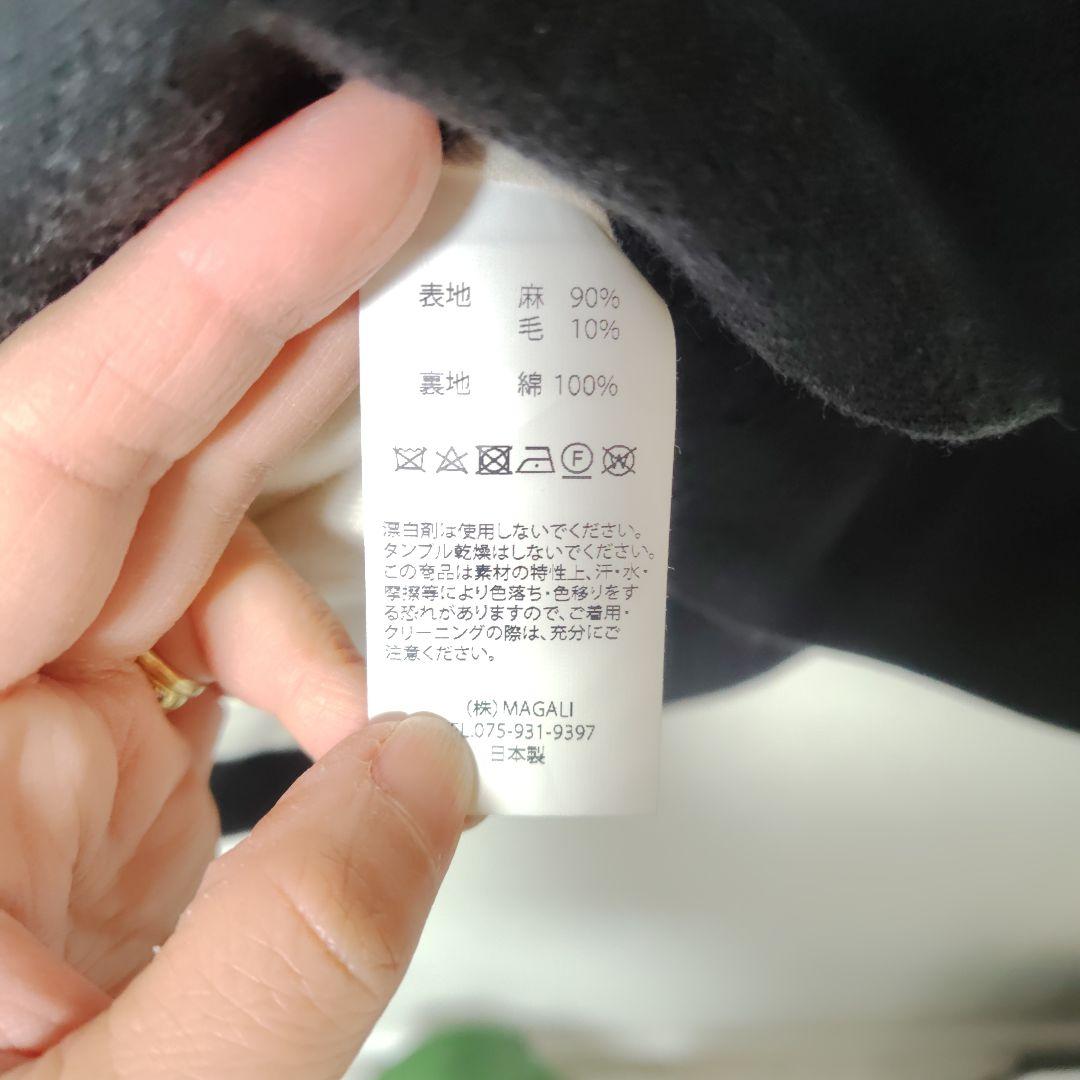 表地 麻 90%
毛 10%
裏地 綿 100%
F W
漂白剤は使用しないでください。
タンブル乾燥はしないでください。
この商品は素材の特性上、汗・水・
摩擦等により色落ち・色移りをす
る恐れがありますので、ご着用・
クリーニングの際は、充分にご
注意ください。
(株)MAGALI
EL.075-931-9397
日本製